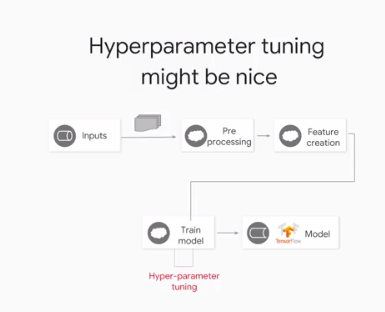 Hyperparameter tuning
might be nice
Inputs
Pre
processing
Feature
creation
Train
model
TensorFlow
Model
Hyper-parameter
tuning